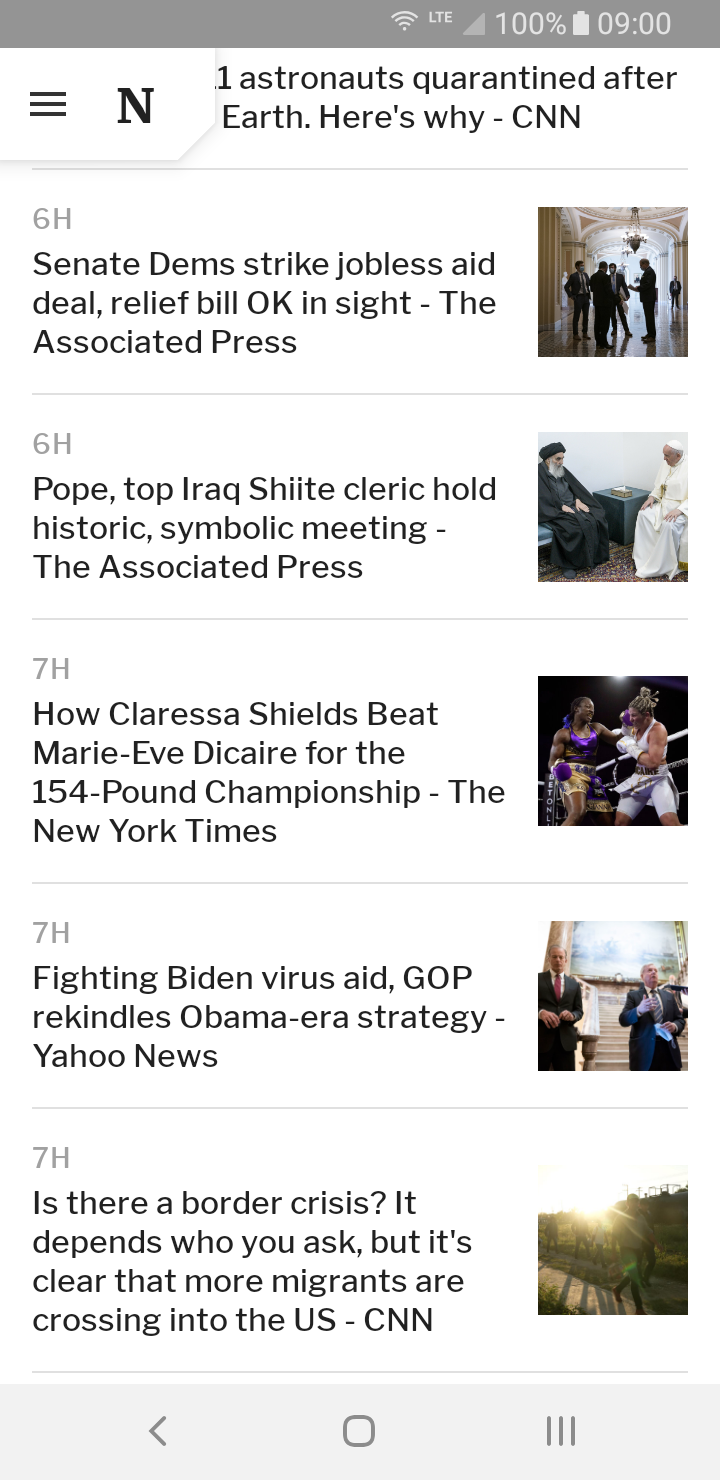 LTE 100% 09:00
N
11 astronauts quarantined after
Earth. Here's why - CNN
6H
Senate Dems strike jobless aid
deal, relief bill OK in sight - The
Associated Press
6H
Pope, top Iraq Shiite cleric hold
historic, symbolic meeting -
The Associated Press
7H
How Claressa Shields Beat
Marie-Eve Dicaire for the
154-Pound Championship - The
New York Times
7H
Fighting Biden virus aid, GOP
rekindles Obama-era strategy -
Yahoo News
7H
Is there a border crisis? It
depends who you ask, but it's
clear that more migrants are
crossing into the US - CNN